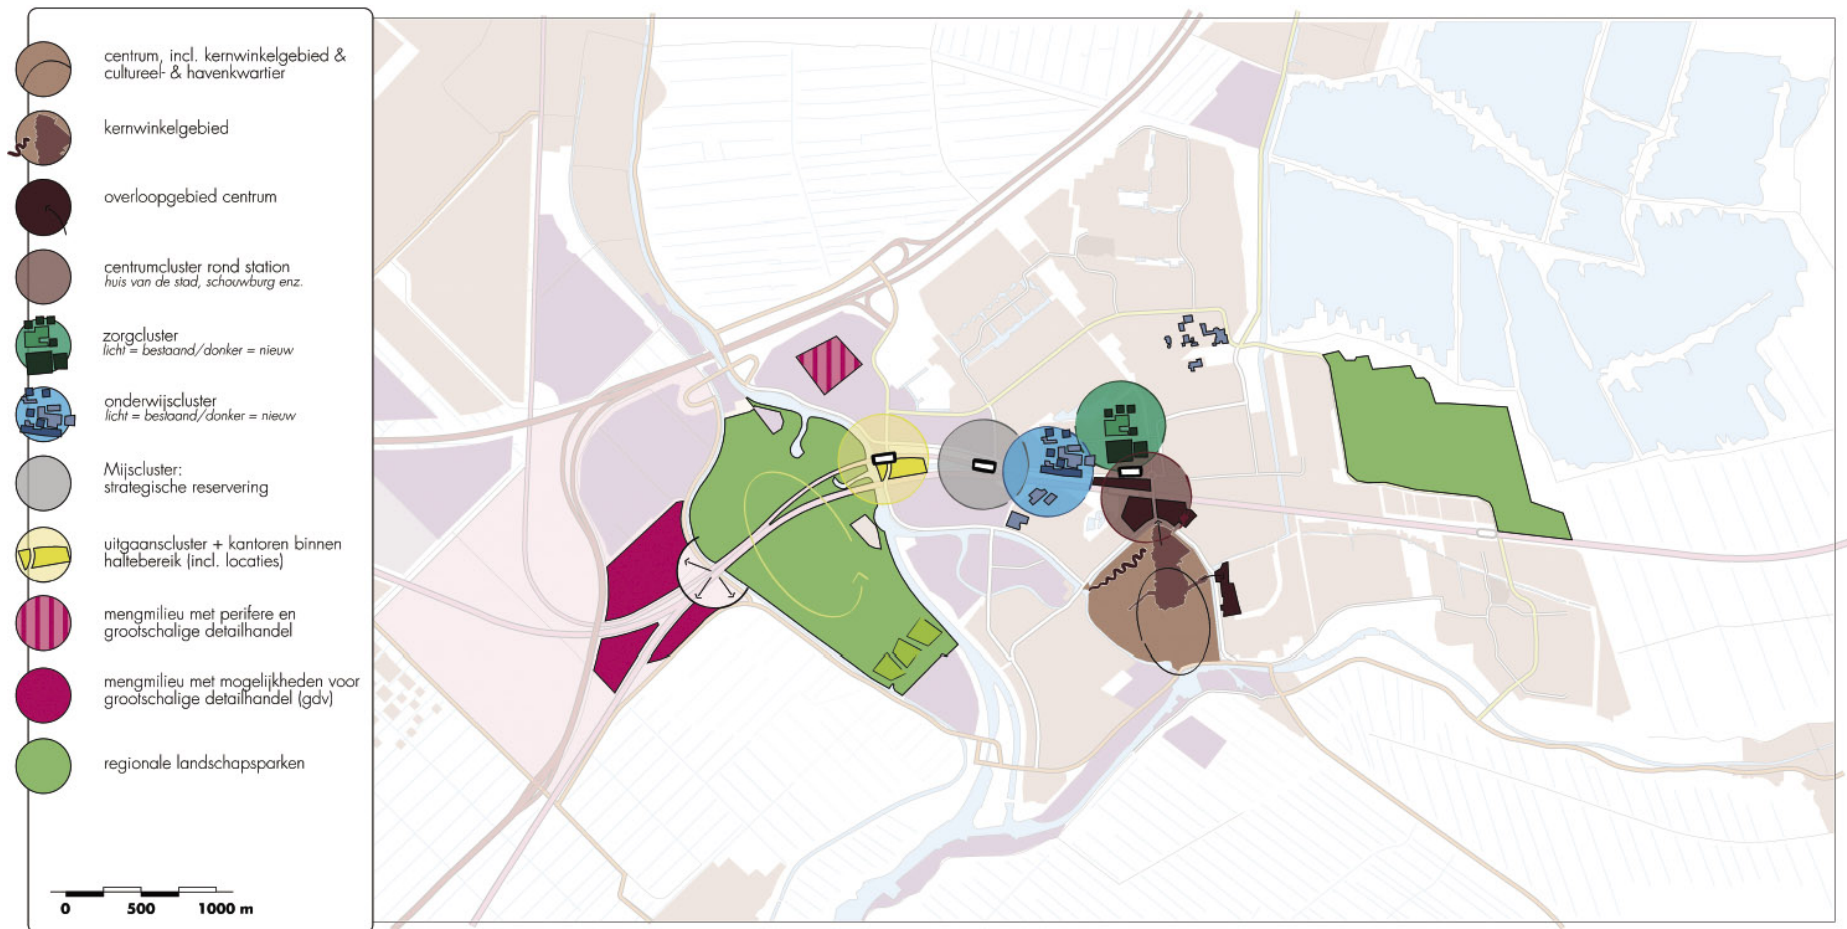 centrum, incl. kernwinkelgebied &
cultureel- & havenkwartier
kernwinkelgebied
overloopgebied centrum
centrumcluster rond station
huis van de stad, schouwburg enz.
zorgcluster
licht = bestaand/donker = nieuw
onderwijscluster
licht = bestaand/donker = nieuw
Mijscluster:
strategische reservering
uitgaanscluster + kantoren binnen
haltebereik (incl. locaties)
mengmilieu met perifere en
grootschalige detailhandel
mengmilieu met mogelijkheden voor
grootschalige detailhandel (gdv)
regionale landschapsparken
0 500 1000 m